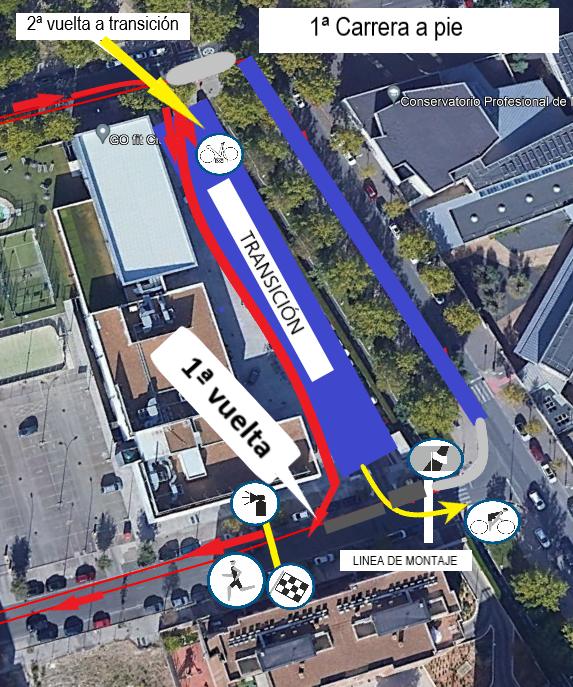 2ª vuelta a transición
1ª Carrera a pie
Conservatorio Profesional de
GO fit
TRANSICIÓN
1ª vuelta
LINEA DE MONTAJE